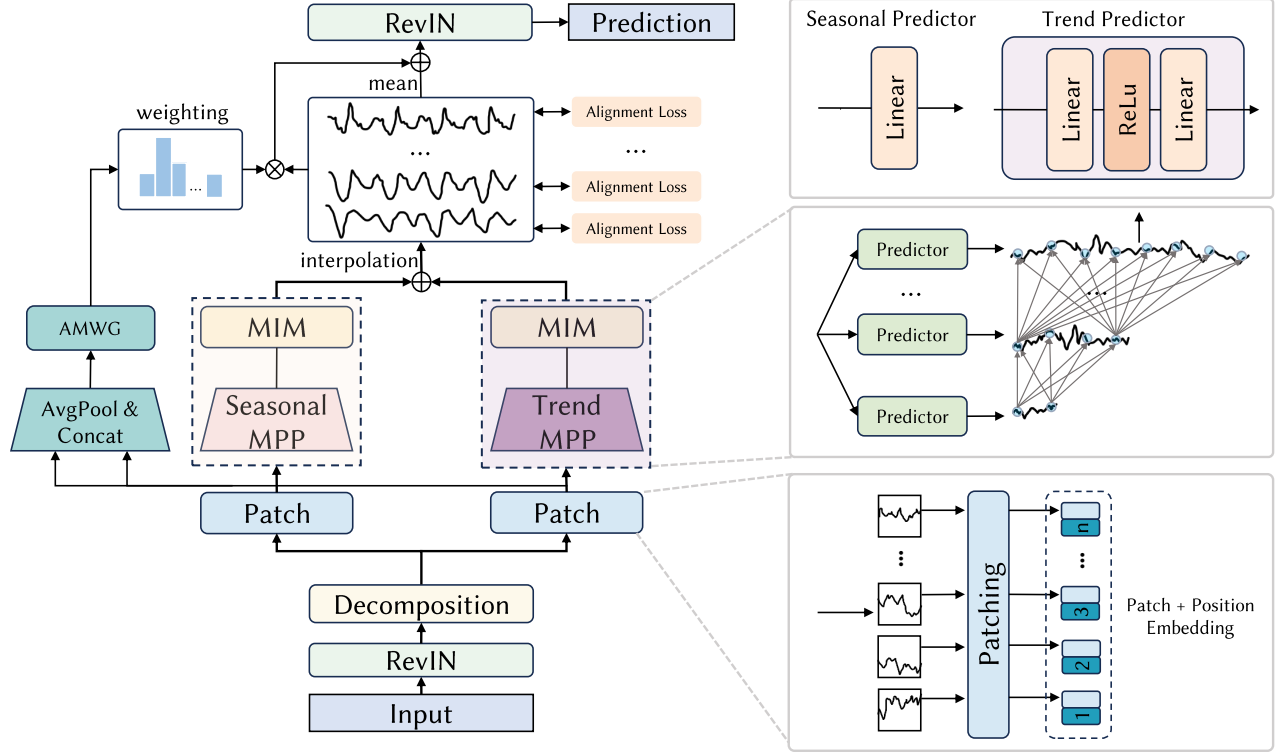 RevIN
Prediction
mean
weighting
...
...
Alignment Loss
...
Alignment Loss
Alignment Loss
interpolation
AMWG
MIM
MIM
AvgPool &
Concat
Seasonal
MPP
Trend
MPP
Patch
Patch
Decomposition
RevIN
Input
Seasonal Predictor
Trend Predictor
Linear
Linear
ReLu
Linear
Predictor
...
...
Predictor
Predictor
Patching
n
...
...
3
2
1
Patch + Position
Embedding